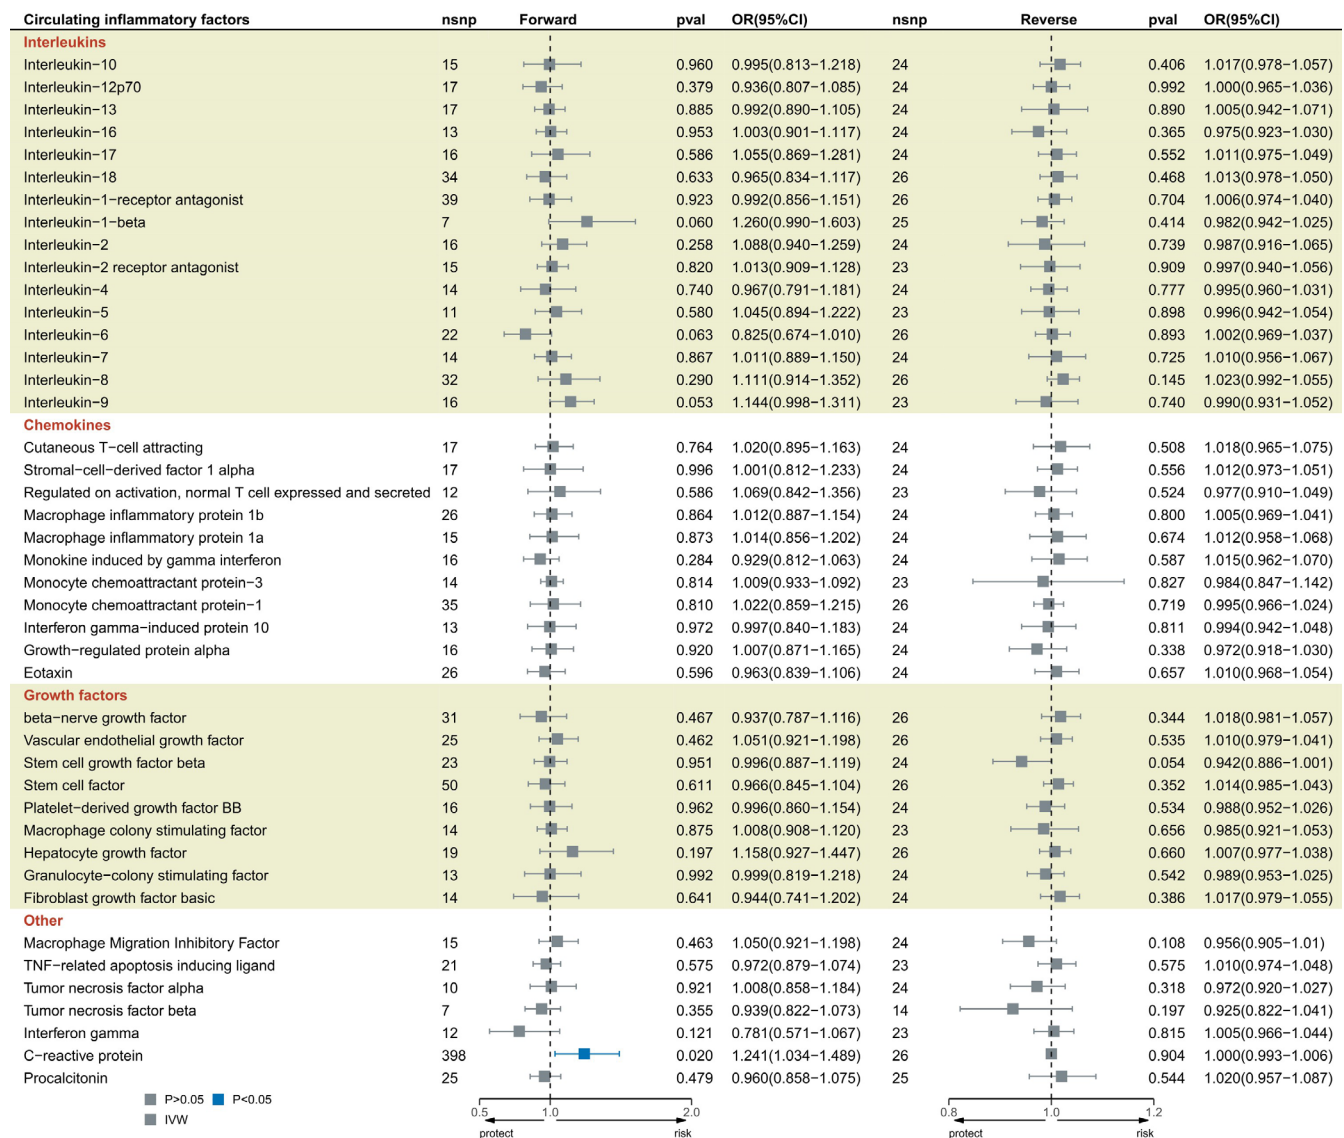 Circulating inflammatory factors nsnp Forward pval OR(95%CI) nsnp Reverse pval OR(95%CI)
Interleukins
Interleukin−10 15 0.960 0.995(0.813−1.218) 24 0.406 1.017(0.978−1.057)
Interleukin−12p70 17 0.379 0.936(0.807−1.085) 24 0.992 1.000(0.965−1.036)
Interleukin−13 17 0.885 0.992(0.890−1.105) 24 0.890 1.005(0.942−1.071)
Interleukin−16 13 0.953 1.003(0.901−1.117) 24 0.365 0.975(0.923−1.030)
Interleukin−17 16 0.586 1.055(0.869−1.281) 24 0.552 1.011(0.975−1.049)
Interleukin−18 34 0.633 0.965(0.834−1.117) 26 0.468 1.013(0.978−1.050)
Interleukin−1−receptor antagonist 39 0.923 0.992(0.856−1.151) 26 0.704 1.006(0.974−1.040)
Interleukin−1−beta 7 0.060 1.260(0.990−1.603) 25 0.414 0.982(0.942−1.025)
Interleukin−2 16 0.258 1.088(0.940−1.259) 24 0.739 0.987(0.916−1.065)
Interleukin−2 receptor antagonist 15 0.820 1.013(0.909−1.128) 23 0.909 0.997(0.940−1.056)
Interleukin−4 14 0.740 0.967(0.791−1.181) 24 0.777 0.995(0.960−1.031)
Interleukin−5 11 0.580 1.045(0.894−1.222) 23 0.898 0.996(0.942−1.054)
Interleukin−6 22 0.063 0.825(0.674−1.010) 26 0.893 1.002(0.969−1.037)
Interleukin−7 14 0.867 1.011(0.889−1.150) 24 0.725 1.010(0.956−1.067)
Interleukin−8 32 0.290 1.111(0.914−1.352) 26 0.145 1.023(0.992−1.055)
Interleukin−9 16 0.053 1.144(0.998−1.311) 23 0.740 0.990(0.931−1.052)
Chemokines
Cutaneous T−cell attracting 17 0.764 1.020(0.895−1.163) 24 0.508 1.018(0.965−1.075)
Stromal−cell−derived factor 1 alpha 17 0.996 1.001(0.812−1.233) 24 0.556 1.012(0.973−1.051)
Regulated on activation, normal T cell expressed and secreted 12 0.586 1.069(0.842−1.356) 23 0.524 0.977(0.910−1.049)
Macrophage inflammatory protein 1b 26 0.864 1.012(0.887−1.154) 24 0.800 1.005(0.969−1.041)
Macrophage inflammatory protein 1a 15 0.873 1.014(0.856−1.202) 24 0.674 1.012(0.958−1.068)
Monokine induced by gamma interferon 16 0.284 0.929(0.812−1.063) 24 0.587 1.015(0.962−1.070)
Monocyte chemoattractant protein−3 14 0.814 1.009(0.933−1.092) 23 0.827 0.984(0.847−1.142)
Monocyte chemoattractant protein−1 35 0.810 1.022(0.859−1.215) 26 0.719 0.995(0.966−1.024)
Interferon gamma−induced protein 10 13 0.972 0.997(0.840−1.183) 24 0.811 0.994(0.942−1.048)
Growth−regulated protein alpha 16 0.920 1.007(0.871−1.165) 24 0.338 0.972(0.918−1.030)
Eotaxin 26 0.596 0.963(0.839−1.106) 24 0.657 1.010(0.968−1.054)
Growth factors
beta−nerve growth factor 31 0.467 0.937(0.787−1.116) 26 0.344 1.018(0.981−1.057)
Vascular endothelial growth factor 25 0.462 1.051(0.921−1.198) 26 0.535 1.010(0.979−1.041)
Stem cell growth factor beta 23 0.951 0.996(0.887−1.119) 24 0.054 0.942(0.886−1.001)
Stem cell factor 50 0.611 0.966(0.845−1.104) 26 0.352 1.014(0.985−1.043)
Platelet−derived growth factor BB 16 0.962 0.996(0.860−1.154) 24 0.534 0.988(0.952−1.026)
Macrophage colony stimulating factor 14 0.875 1.008(0.908−1.120) 23 0.656 0.985(0.921−1.053)
Hepatocyte growth factor 19 0.197 1.158(0.927−1.447) 26 0.660 1.007(0.977−1.038)
Granulocyte−colony stimulating factor 13 0.992 0.999(0.819−1.218) 24 0.542 0.989(0.953−1.025)
Fibroblast growth factor basic 14 0.641 0.944(0.741−1.202) 24 0.386 1.017(0.979−1.055)
Other
Macrophage Migration Inhibitory Factor 15 0.463 1.050(0.921−1.198) 24 0.108 0.956(0.905−1.01)
TNF−related apoptosis inducing ligand 21 0.575 0.972(0.879−1.074) 23 0.575 1.010(0.974−1.048)
Tumor necrosis factor alpha 10 0.921 1.008(0.858−1.184) 24 0.318 0.972(0.920−1.027)
Tumor necrosis factor beta 7 0.355 0.939(0.822−1.073) 14 0.197 0.925(0.822−1.041)
Interferon gamma 12 0.121 0.781(0.571−1.067) 23 0.815 1.005(0.966−1.044)
C−reactive protein 398 0.020 1.241(1.034−1.489) 26 0.904 1.000(0.993−1.006)
Procalcitonin 25 0.479 0.960(0.858−1.075) 25 0.544 1.020(0.957−1.087)
P>0.05 P<0.05
IVW
0.5 1.0 2.0 0.8 1.0 1.2
protect risk protect risk